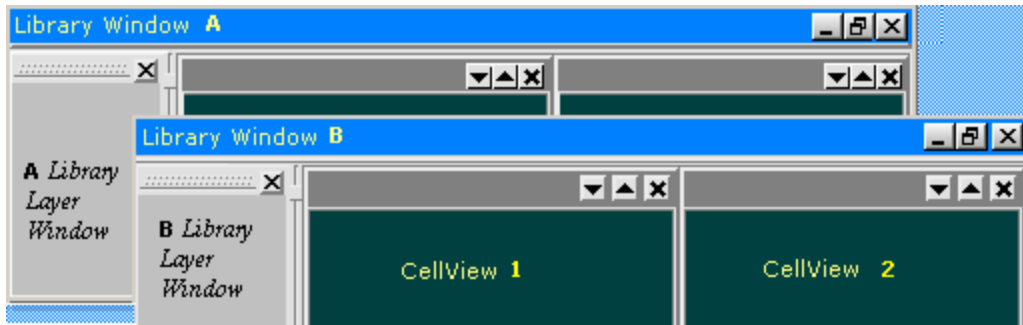 Library Window A
Library Window B
A Library
Layer
Window
B Library
Layer
Window
CellView 1
CellView 2